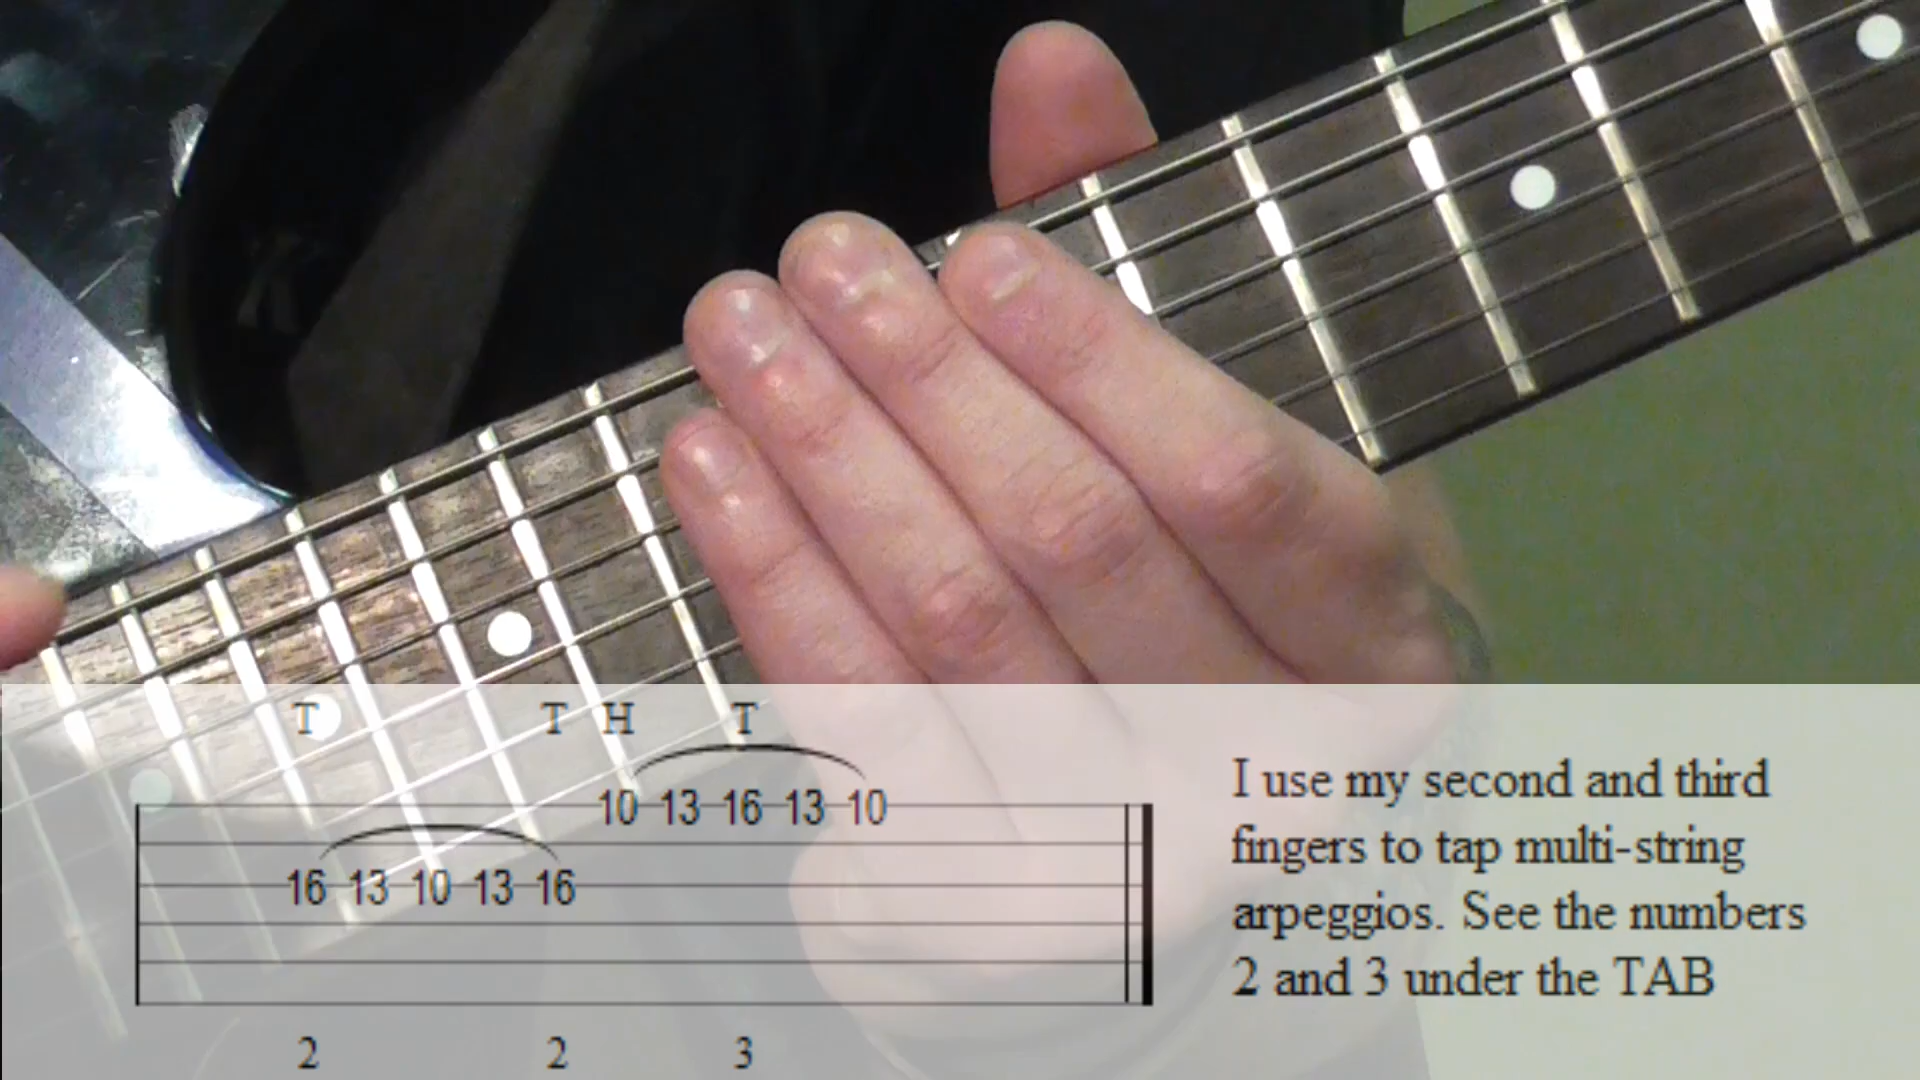 T T H T
10 13 16 13 10
16 13 10 13 16
2 2 3
I use my second and third
fingers to tap multi-string
arpeggios. See the numbers
2 and 3 under the TAB